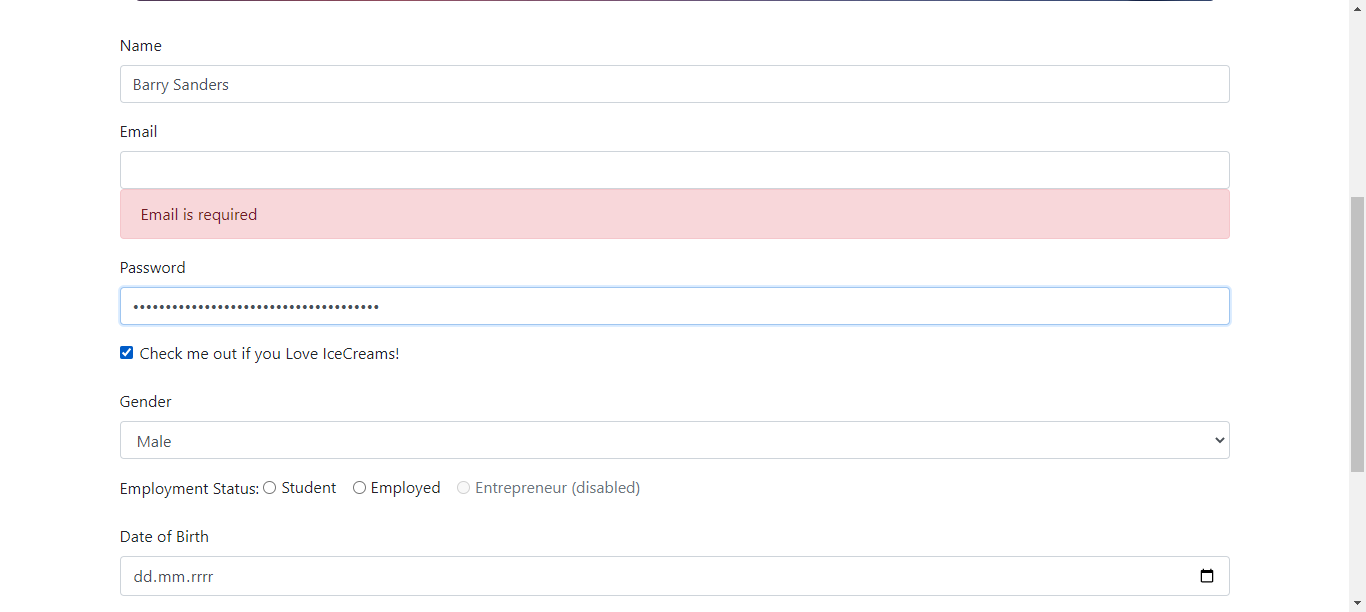 Name
Barry Sanders
Email
Email is required
Password
••••••••••••••••••••••••••••••••••••••
Check me out if you Love IceCreams!
Gender
Male
Employment Status: Student Employed Entrepreneur (disabled)
Date of Birth
dd.mm.rrrr